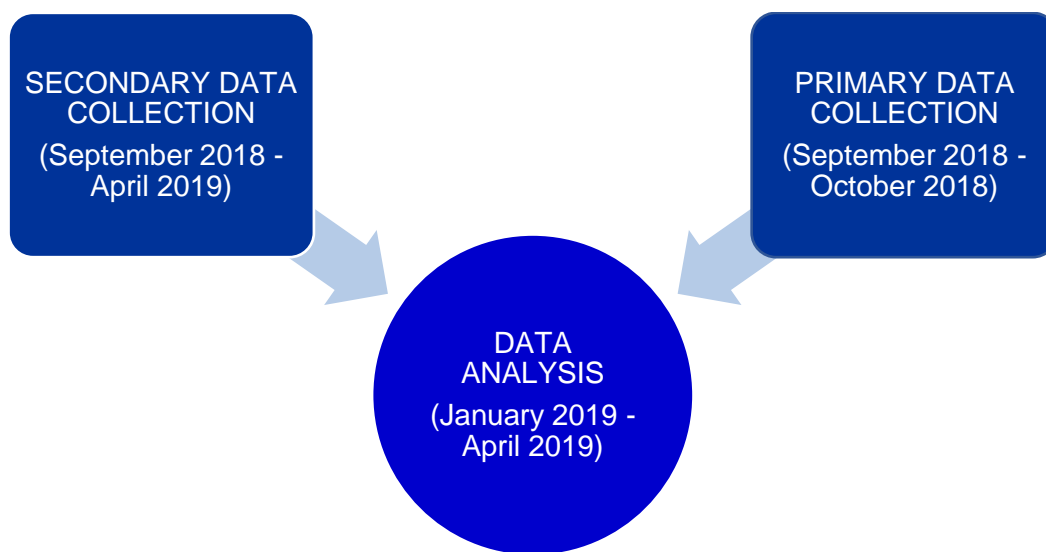 SECONDARY DATA
COLLECTION
(September 2018 -
April 2019)
PRIMARY DATA
COLLECTION
(September 2018 -
October 2018)
DATA
ANALYSIS
(January 2019 -
April 2019)